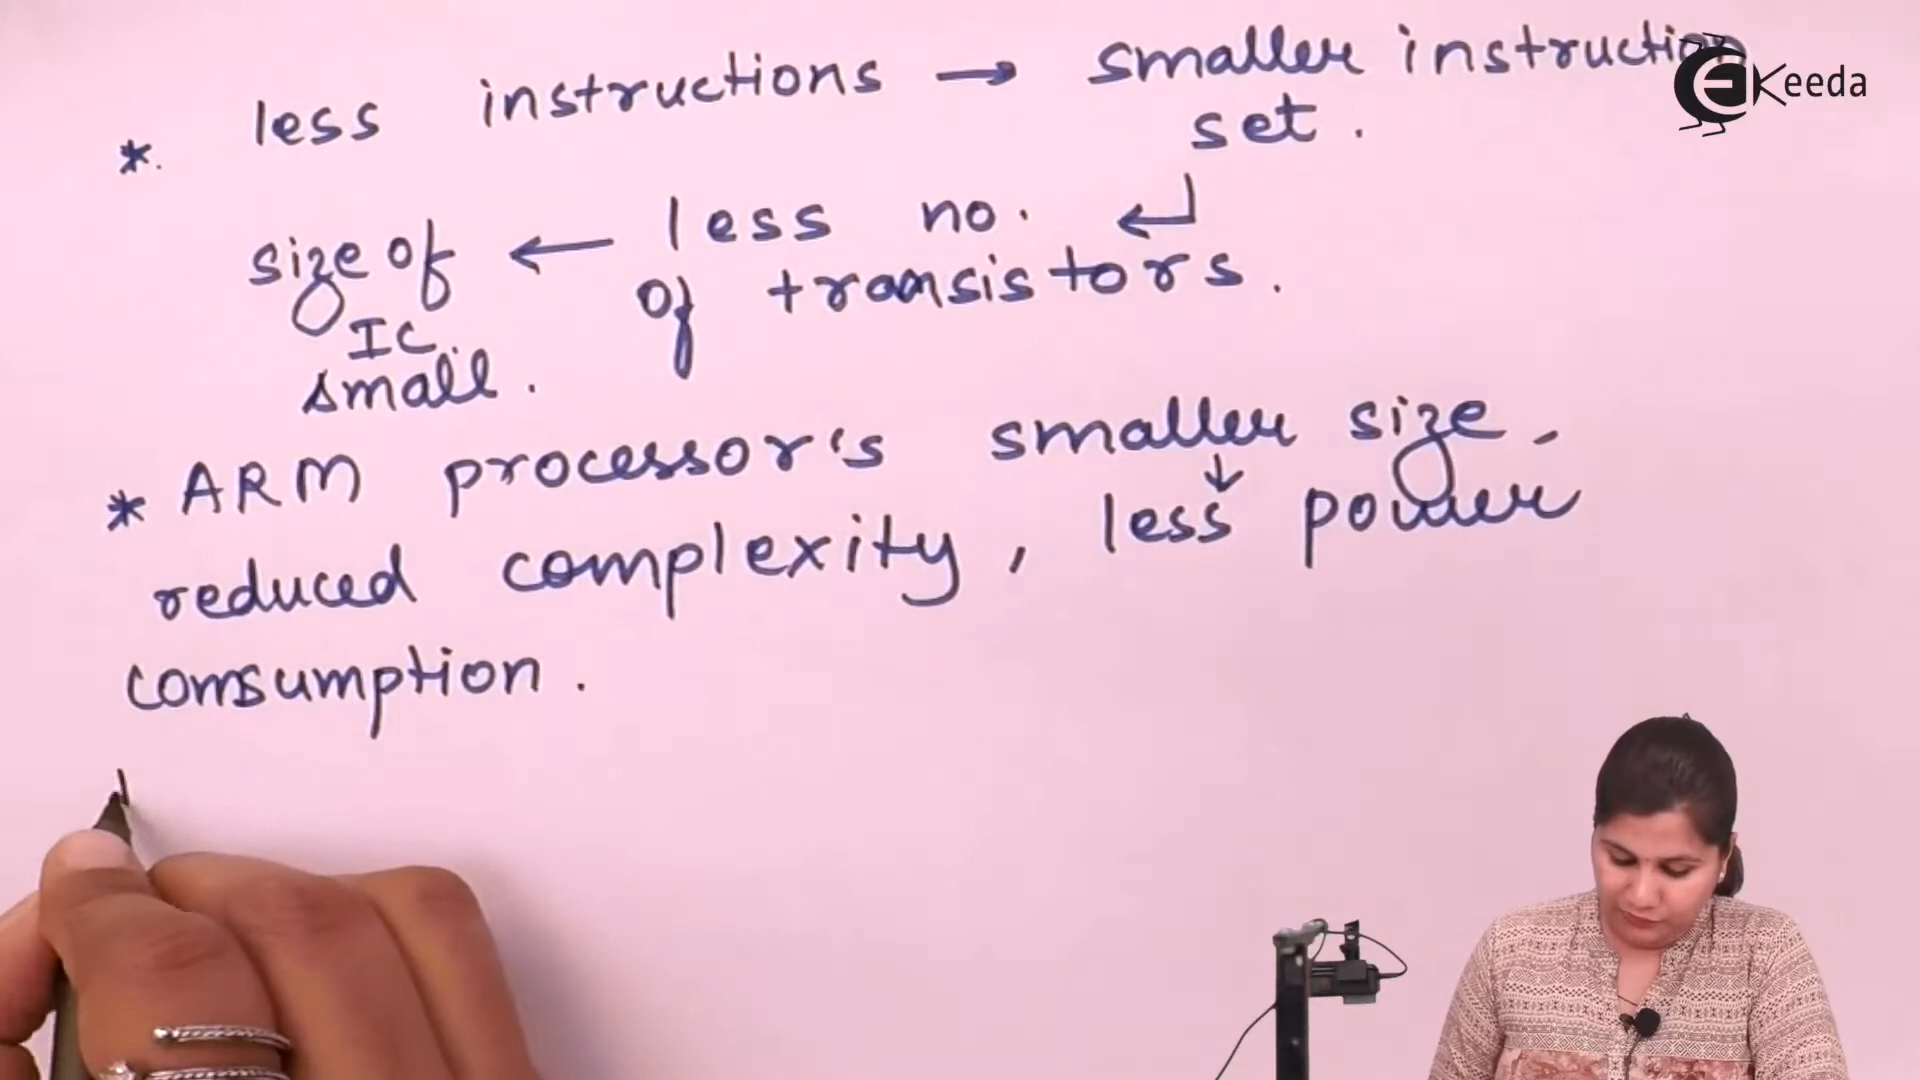 * less instructions → smaller instruction
set.
size of ← less no. ↵
of transistors.
IC
small.
* ARM processor's smaller size.
↓
reduced complexity, less power
consumption.
EKeeda